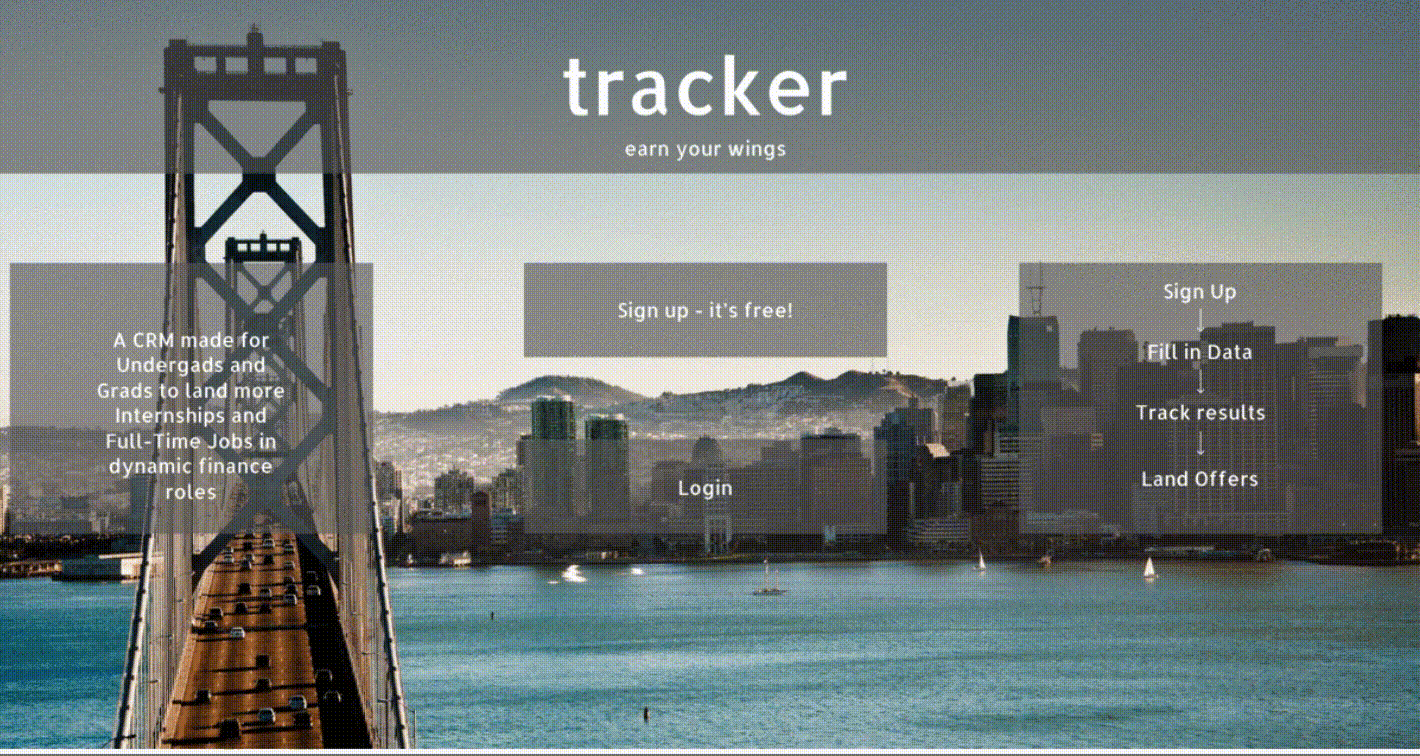 tracker
earn your wings
A CRM made for
Undergads and
Grads to land more
Internships and
Full-Time Jobs in
dynamic finance
roles
Sign up - it's free!
Login
Sign Up
Fill in Data
Track results
Land Offers